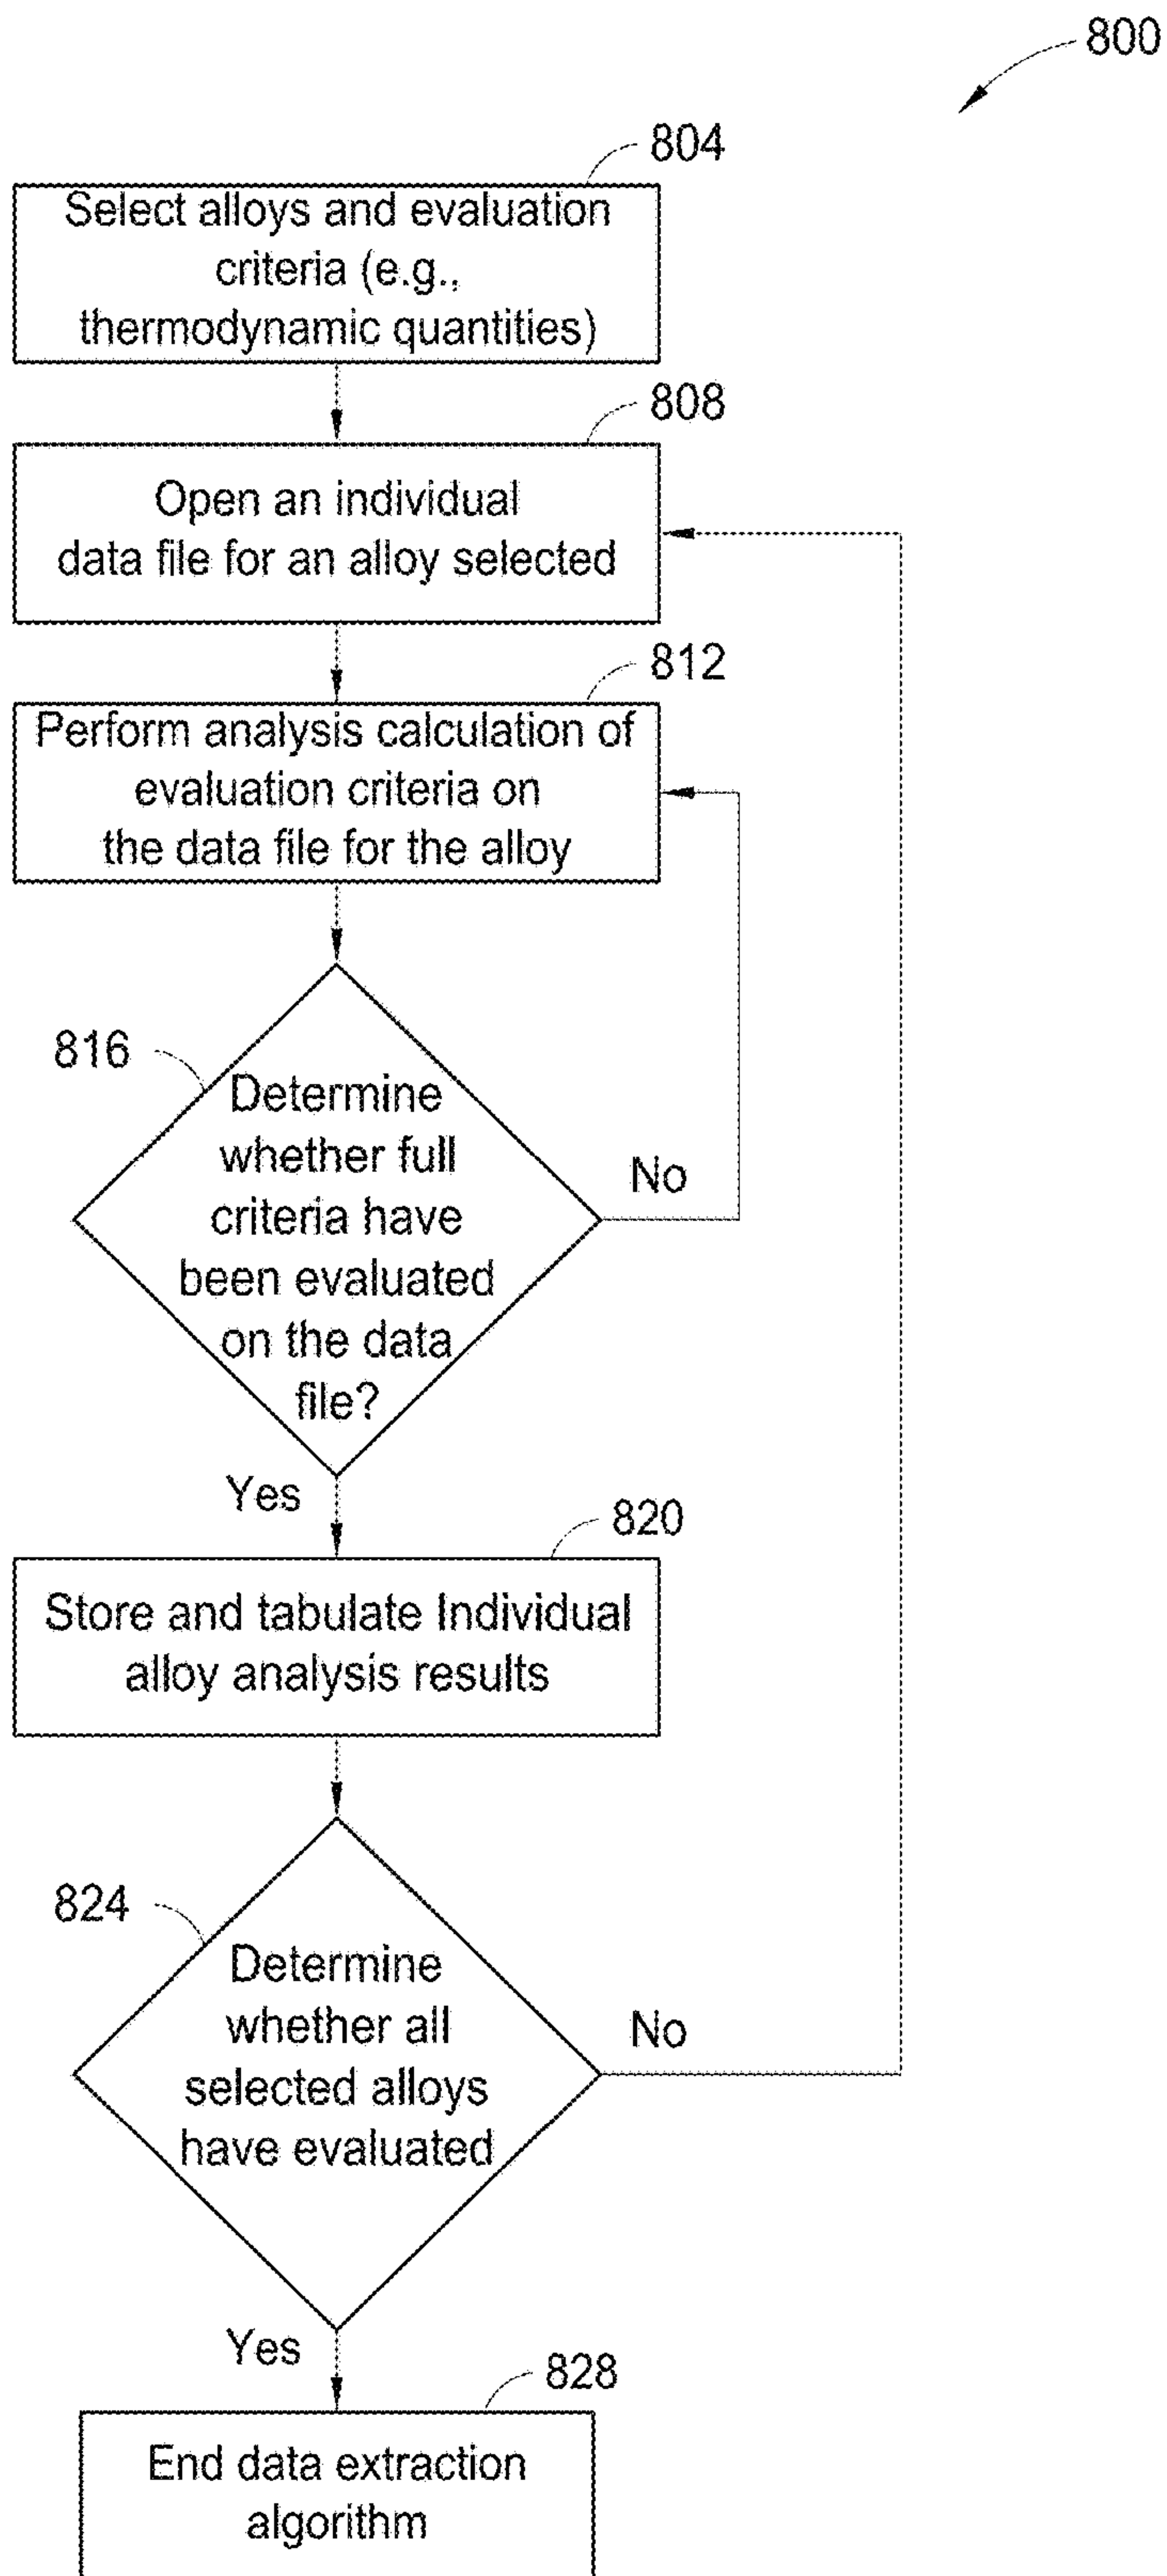 800
804
Select alloys and evaluation
criteria (e.g.,
thermodynamic quantities)
808
Open an individual
data file for an alloy selected
812
Perform analysis calculation of
evaluation criteria on
the data file for the alloy
816
Determine
whether full
criteria have
been evaluated
on the data
file?
No
Yes
820
Store and tabulate Individual
alloy analysis results
824
Determine
whether all
selected alloys
have evaluated
No
Yes
828
End data extraction
algorithm